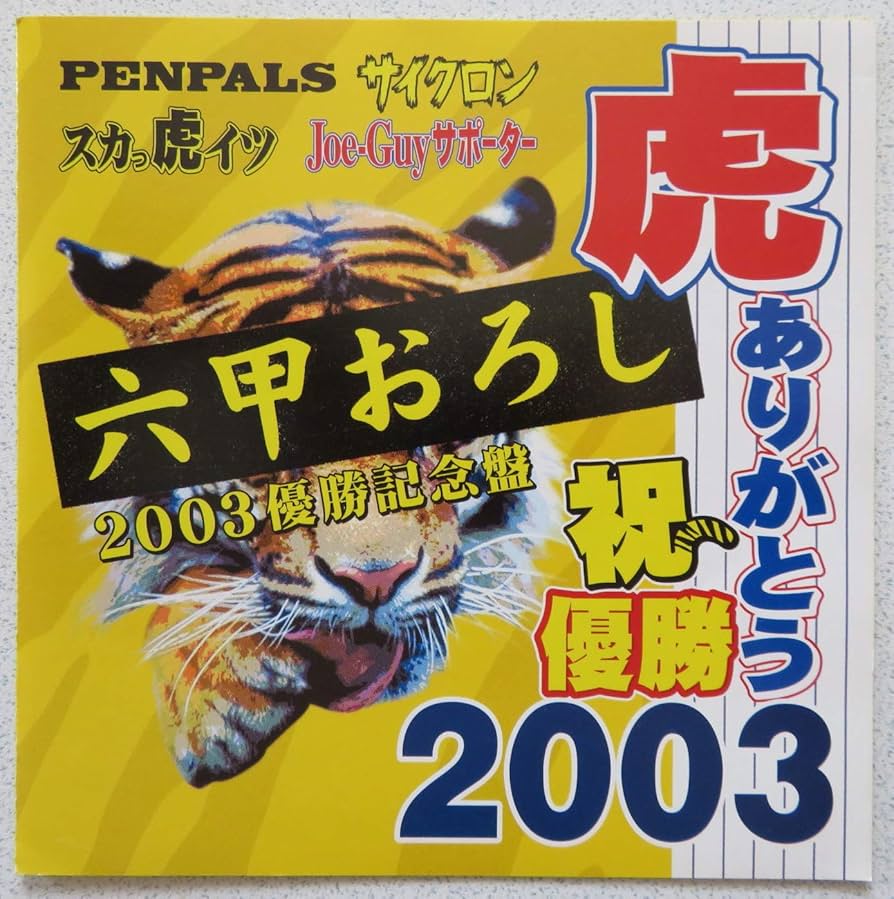 PENPALS サイクロン
スカっ虎イツ Joe-Guyサポーター
六甲おろし
2003優勝記念盤
虎
ありがとう
祝
優勝
2003